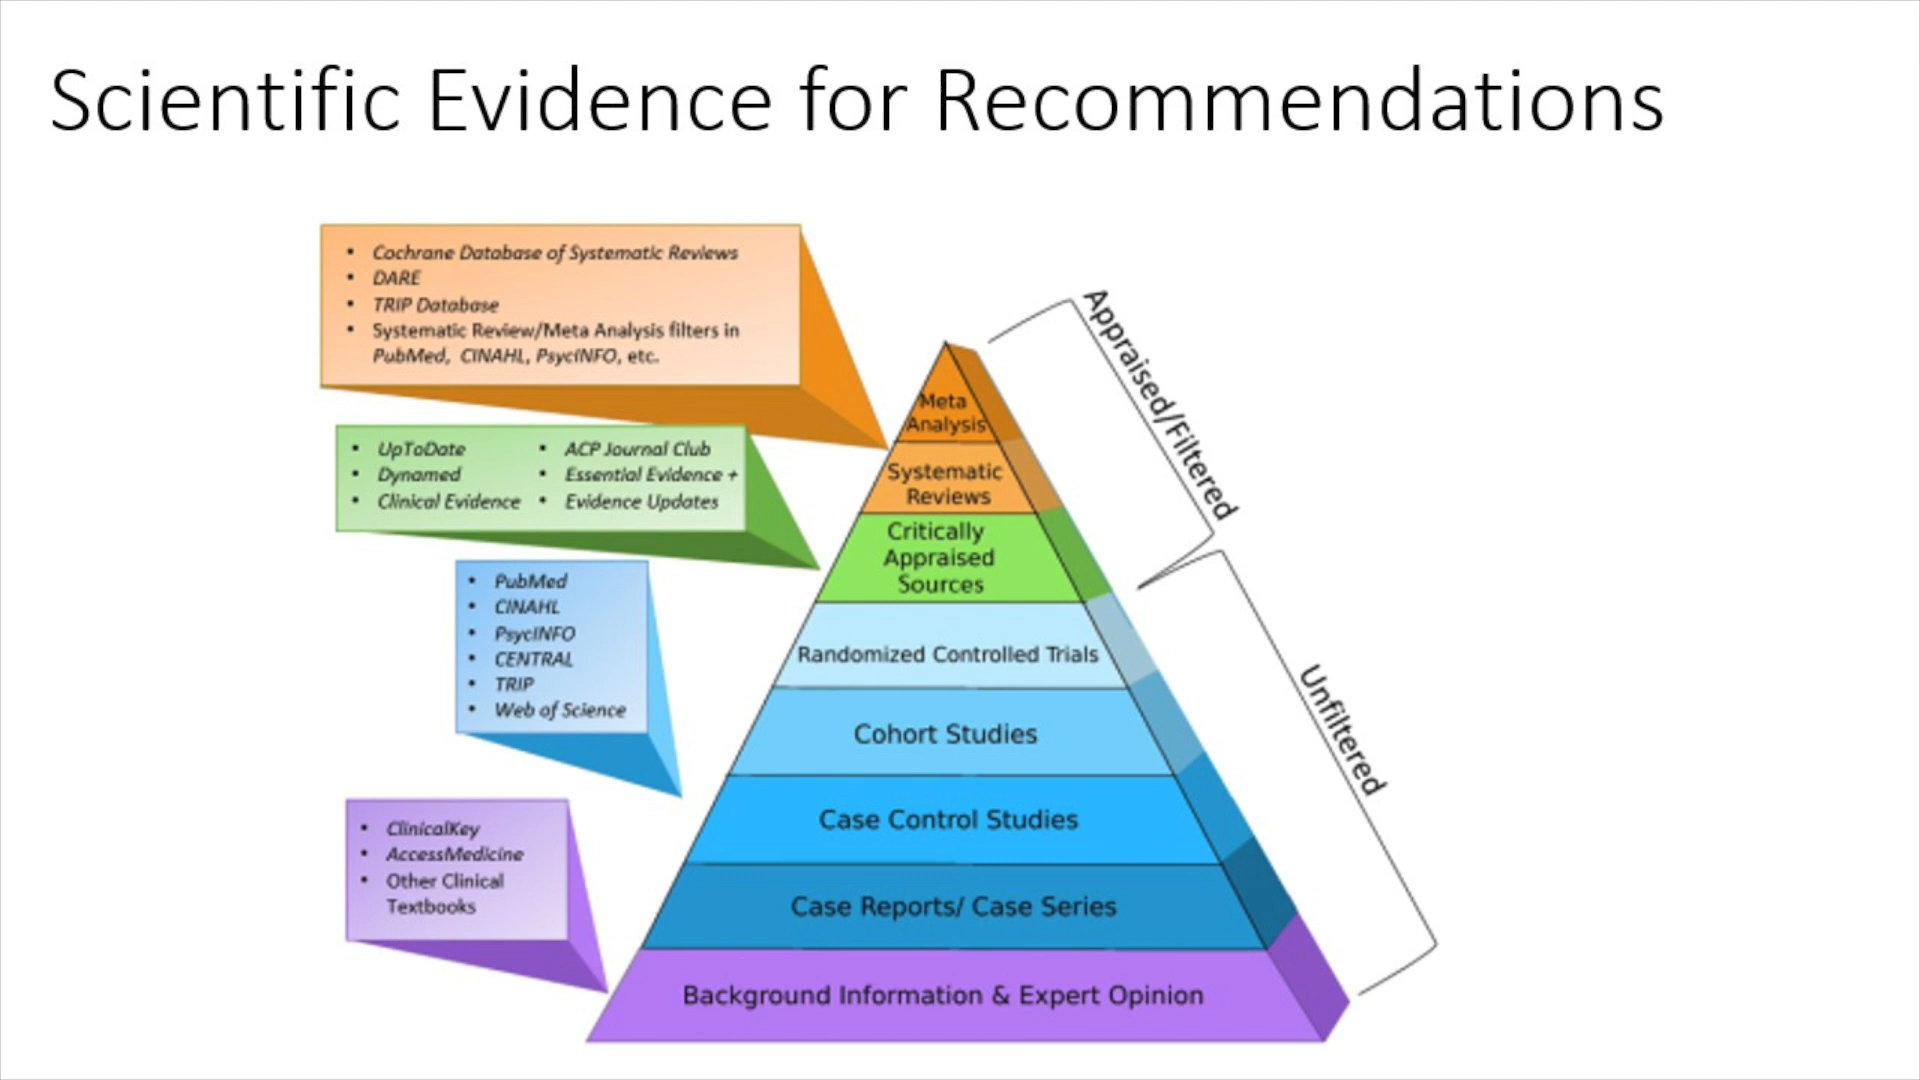 Scientific Evidence for Recommendations
• Cochrane Database of Systematic Reviews
• DARE
• TRIP Database
• Systematic Review/Meta Analysis filters in
PubMed, CINAHL, PsycINFO, etc.
• UpToDate
• Dynamed
• Clinical Evidence
• ACP Journal Club
• Essential Evidence +
• Evidence Updates
• PubMed
• CINAHL
• PsycINFO
• CENTRAL
• TRIP
• Web of Science
• ClinicalKey
• AccessMedicine
• Other Clinical
Textbooks
Meta
Analysis
Systematic
Reviews
Critically
Appraised
Sources
Randomized Controlled Trials
Cohort Studies
Case Control Studies
Case Reports/ Case Series
Background Information & Expert Opinion
Appraised/Filtered
Unfiltered